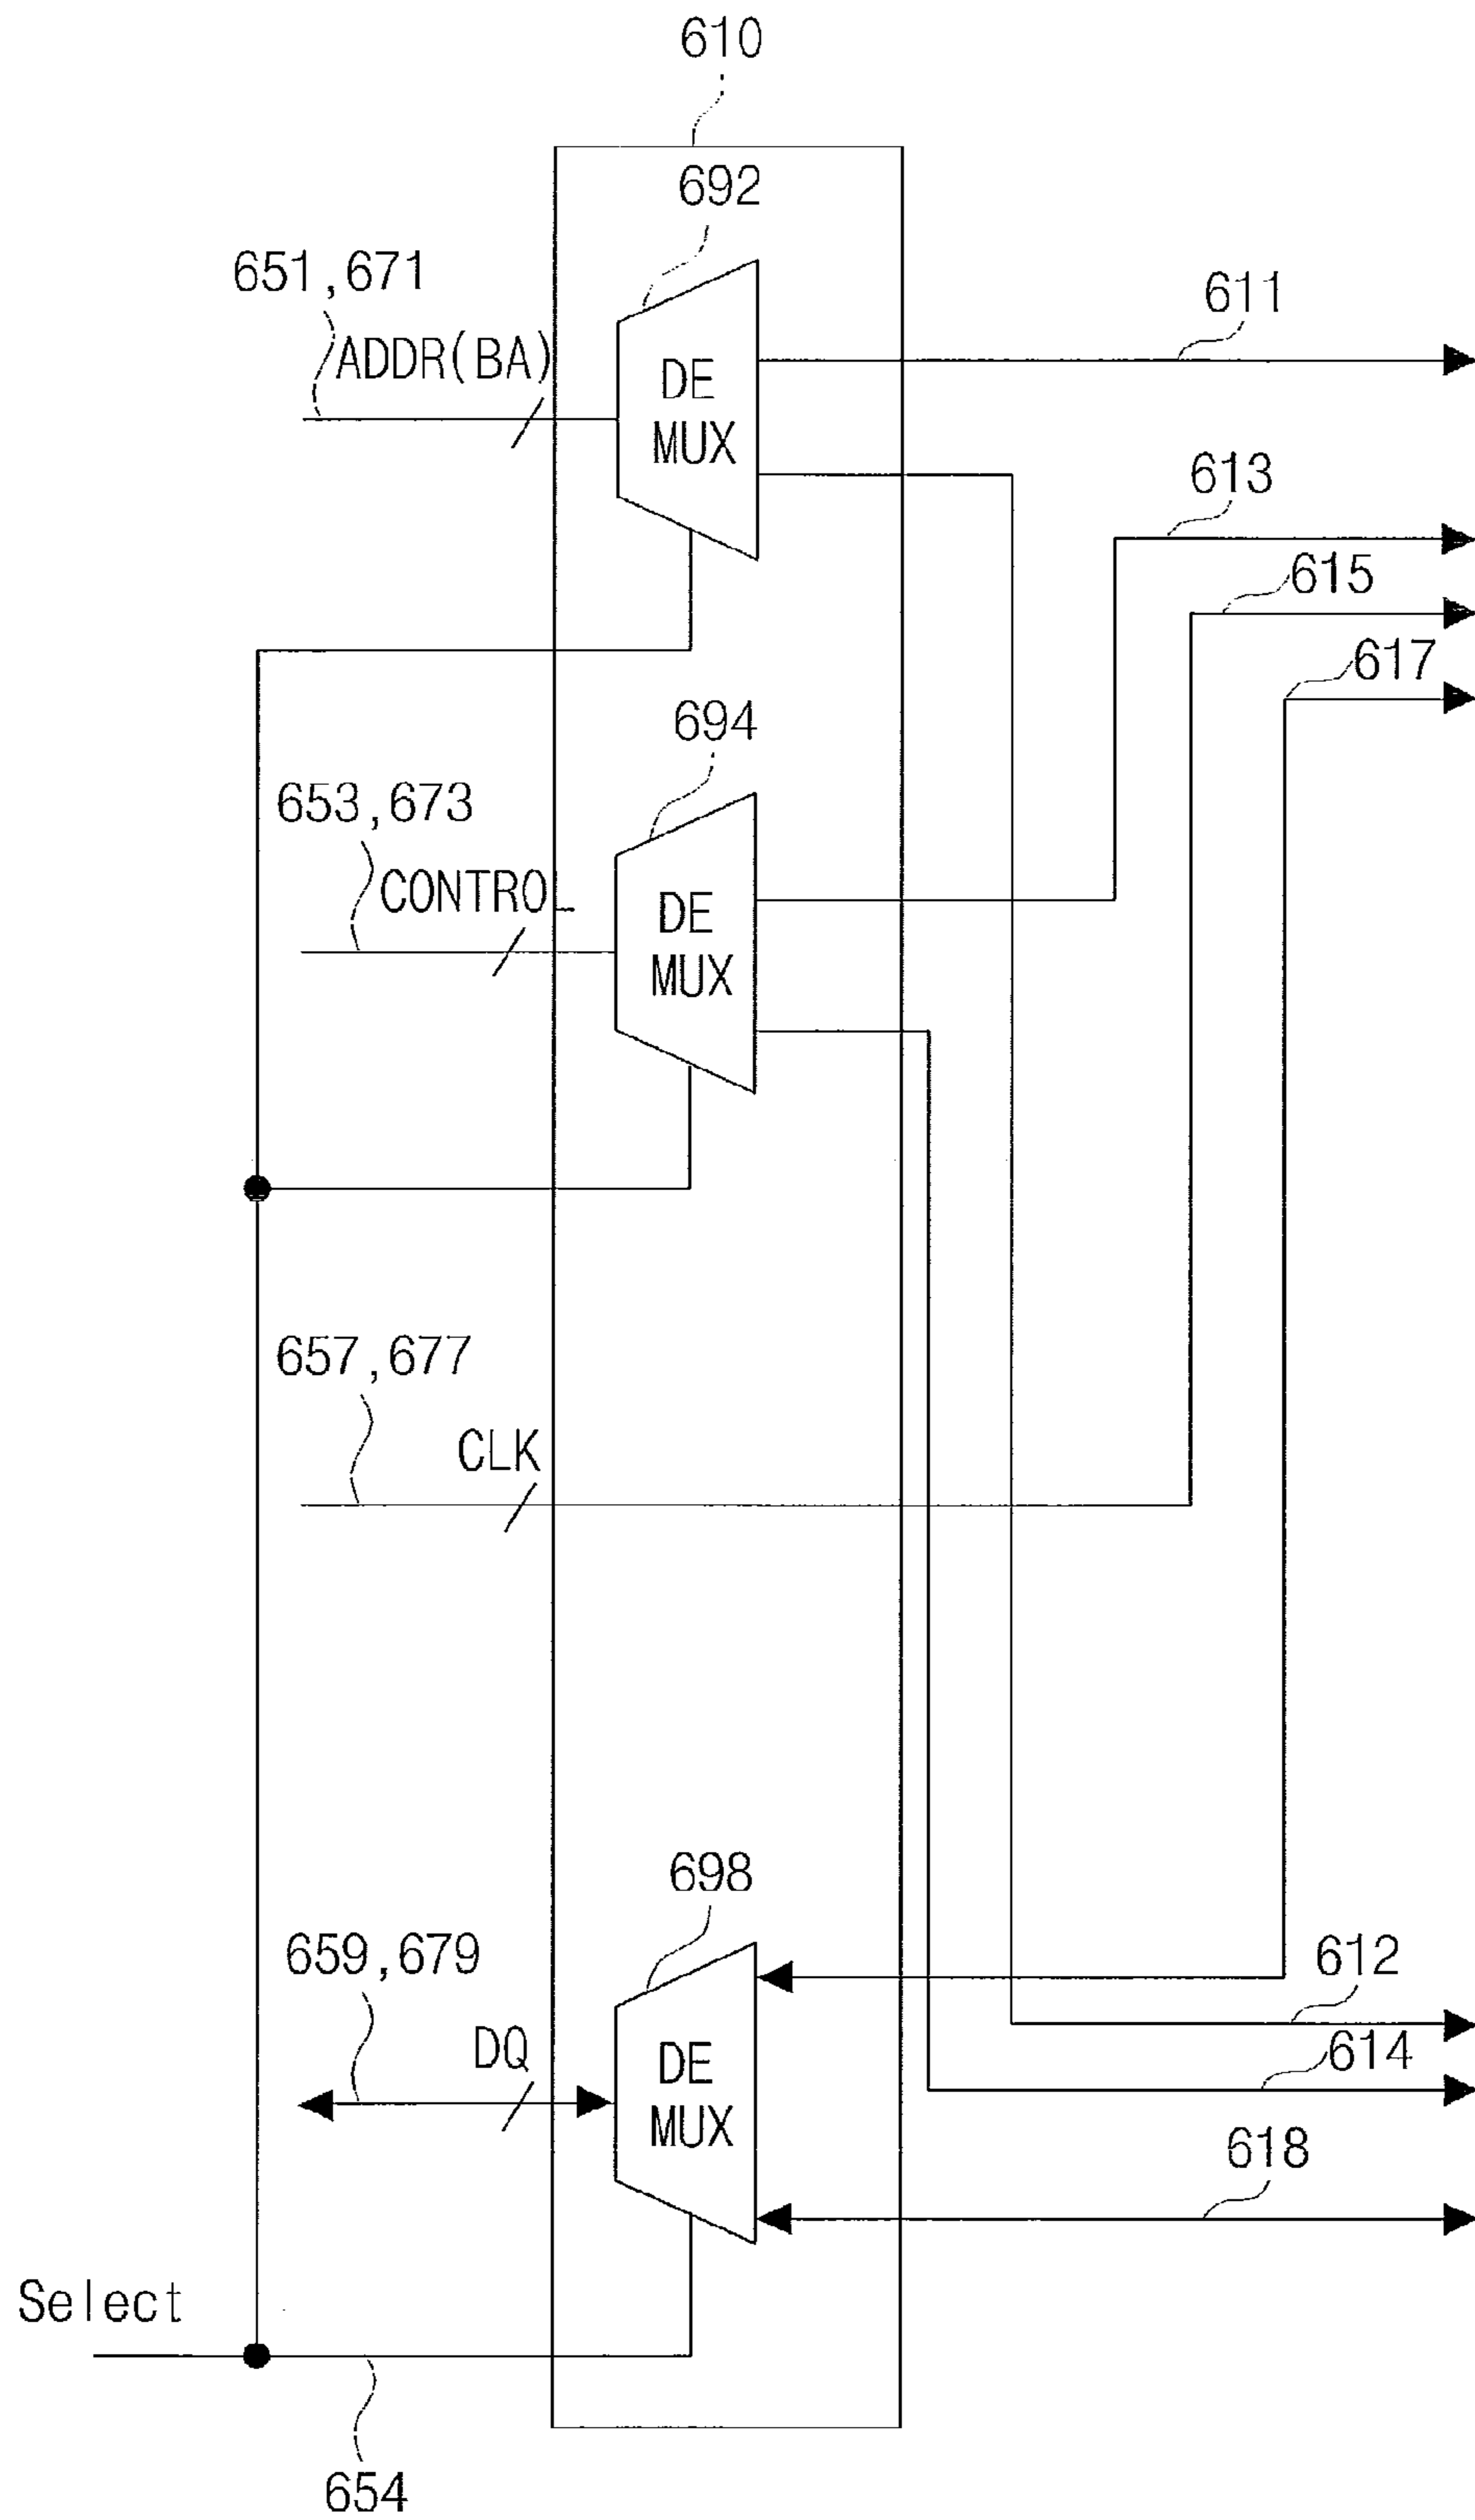 610
692
651,671
ADDR(BA)
611
DE
MUX
613
615
617
694
653,673
CONTROL
DE
MUX
657,677
CLK
698
659,679
DQ
612
DE
MUX
614
618
Select
654